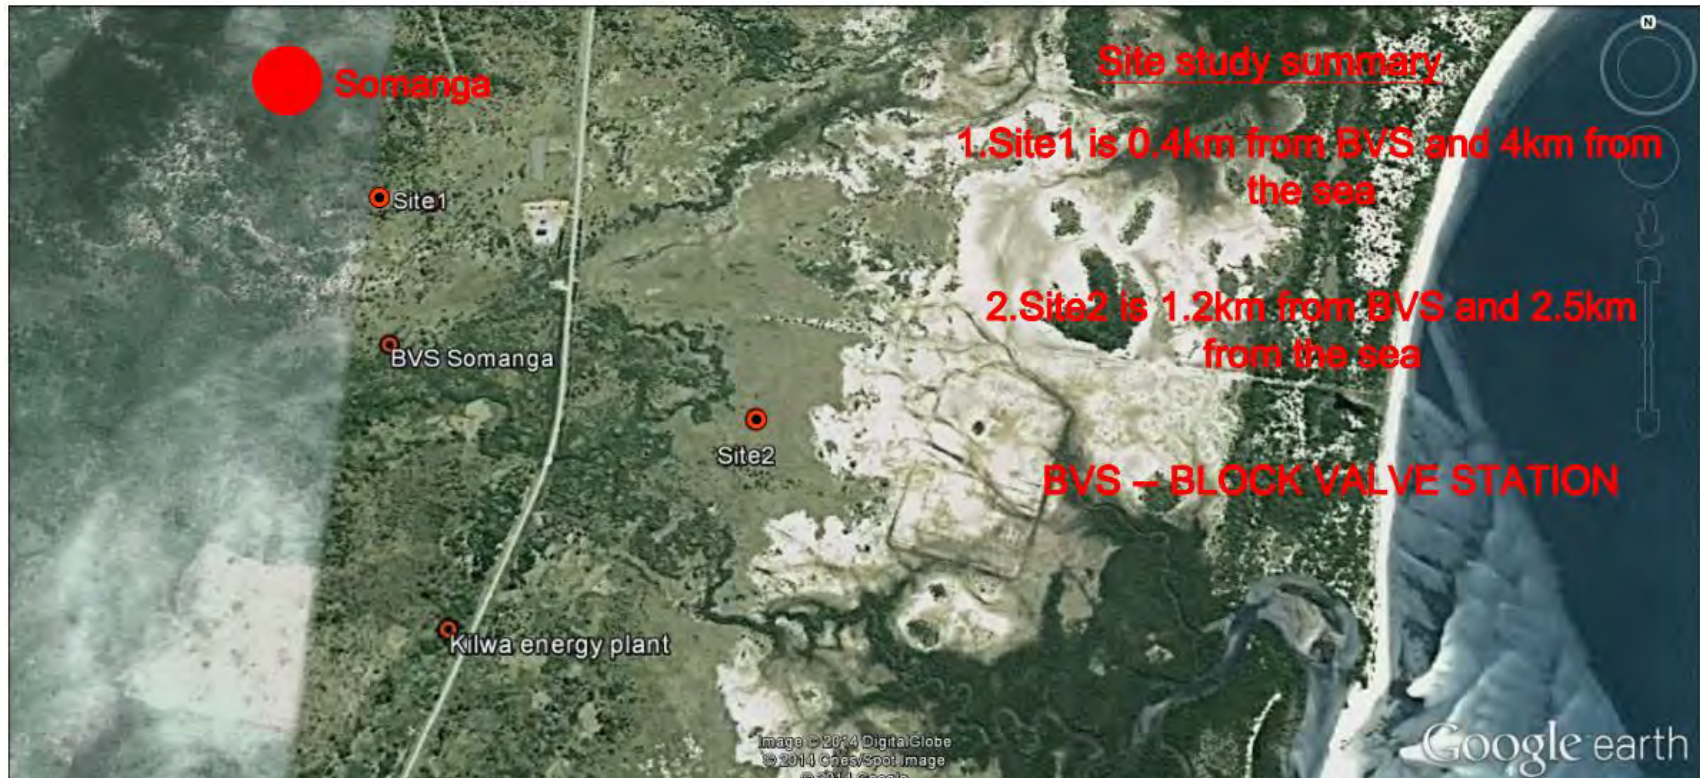 Somanga
Site study summary
1.Site1 is 0.4km from BVS and 4km from
the sea
Site1
2.Site2 is 1.2km from BVS and 2.5km
from the sea
BVS Somanga
Site2
BVS – BLOCK VALVE STATION
Kilwa energy plant
N
Image © 2014 DigitalGlobe
© 2014 Cnes/Spot Image
© 2014 Google
Google earth